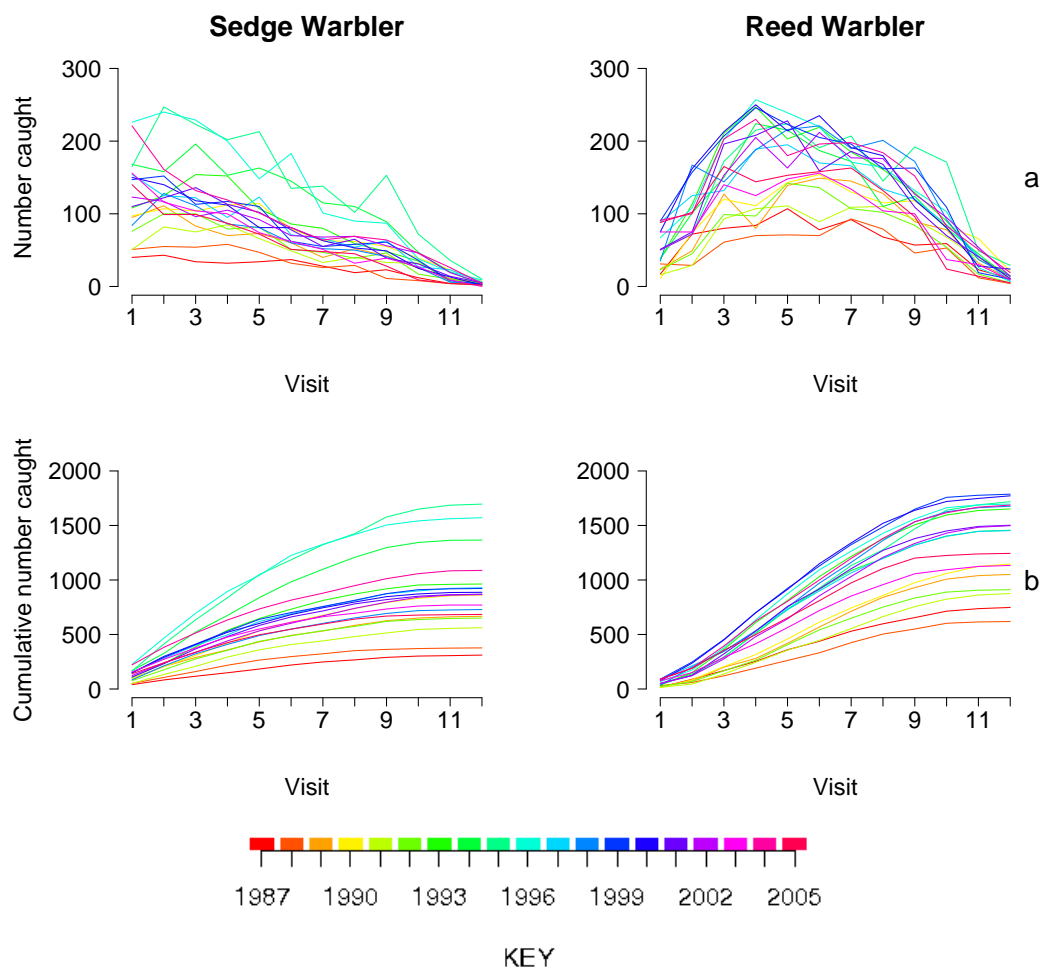 Sedge Warbler Reed Warbler
Number caught
300
200
100
0
1 3 5 7 9 11
Visit
300
200
100
0
1 3 5 7 9 11
Visit
a
Cumulative number caught
2000
1500
1000
500
0
1 3 5 7 9 11
Visit
2000
1500
1000
500
0
1 3 5 7 9 11
Visit
b
1987 1990 1993 1996 1999 2002 2005
KEY